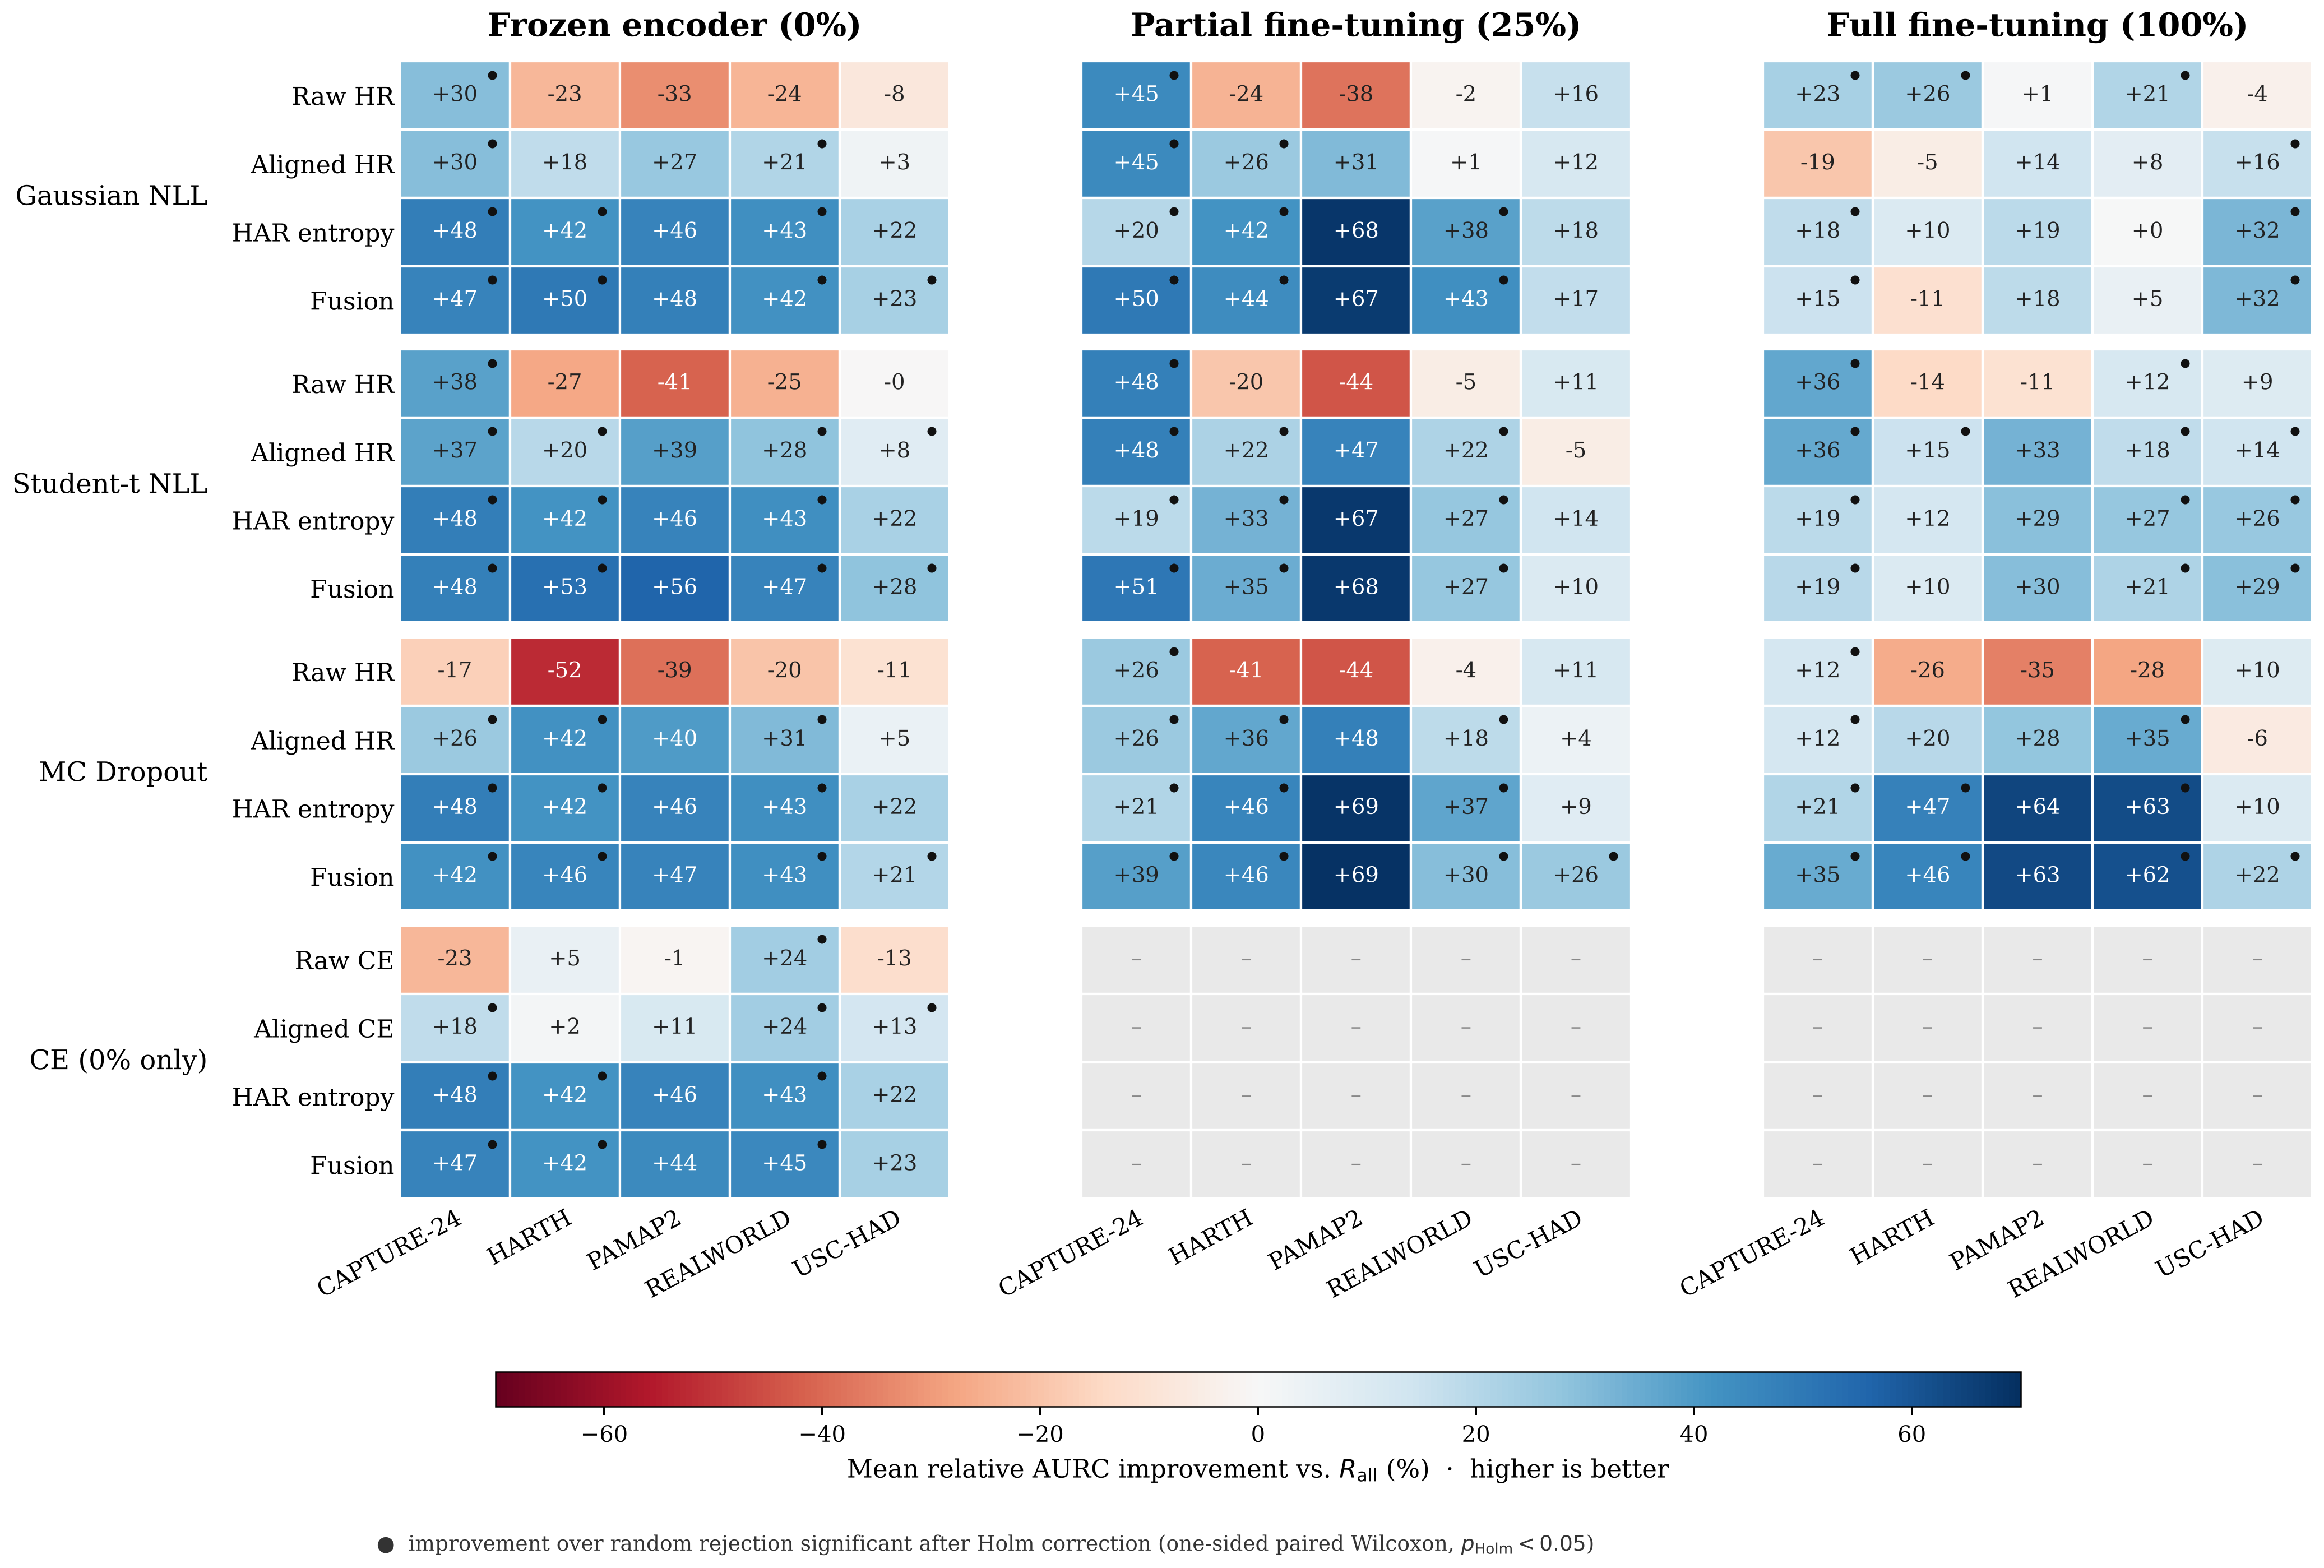 Frozen encoder (0%) Partial fine-tuning (25%) Full fine-tuning (100%)
Gaussian NLL
Raw HR +30 -23 -33 -24 -8 +45 -24 -38 -2 +16 +23 +26 +1 +21 -4
Aligned HR +30 +18 +27 +21 +3 +45 +26 +31 +1 +12 -19 -5 +14 +8 +16
HAR entropy +48 +42 +46 +43 +22 +20 +42 +68 +38 +18 +18 +10 +19 +0 +32
Fusion +47 +50 +48 +42 +23 +50 +44 +67 +43 +17 +15 -11 +18 +5 +32
Student-t NLL
Raw HR +38 -27 -41 -25 -0 +48 -20 -44 -5 +11 +36 -14 -11 +12 +9
Aligned HR +37 +20 +39 +28 +8 +48 +22 +47 +22 -5 +36 +15 +33 +18 +14
HAR entropy +48 +42 +46 +43 +22 +19 +33 +67 +27 +14 +19 +12 +29 +27 +26
Fusion +48 +53 +56 +47 +28 +51 +35 +68 +27 +10 +19 +10 +30 +21 +29
MC Dropout
Raw HR -17 -52 -39 -20 -11 +26 -41 -44 -4 +11 +12 -26 -35 -28 +10
Aligned HR +26 +42 +40 +31 +5 +26 +36 +48 +18 +4 +12 +20 +28 +35 -6
HAR entropy +48 +42 +46 +43 +22 +21 +46 +69 +37 +9 +21 +47 +64 +63 +10
Fusion +42 +46 +47 +43 +21 +39 +46 +69 +30 +26 +35 +46 +63 +62 +22
CE (0% only)
Raw CE -23 +5 -1 +24 -13 – – – – – – – – – –
Aligned CE +18 +2 +11 +24 +13 – – – – – – – – – –
HAR entropy +48 +42 +46 +43 +22 – – – – – – – – – –
Fusion +47 +42 +44 +45 +23 – – – – – – – – – –
CAPTURE-24 HARTH PAMAP2 REALWORLD USC-HAD CAPTURE-24 HARTH PAMAP2 REALWORLD USC-HAD CAPTURE-24 HARTH PAMAP2 REALWORLD USC-HAD
−60 −40 −20 0 20 40 60
Mean relative AURC improvement vs. R_all (%) · higher is better
● improvement over random rejection significant after Holm correction (one-sided paired Wilcoxon, p_Holm < 0.05)